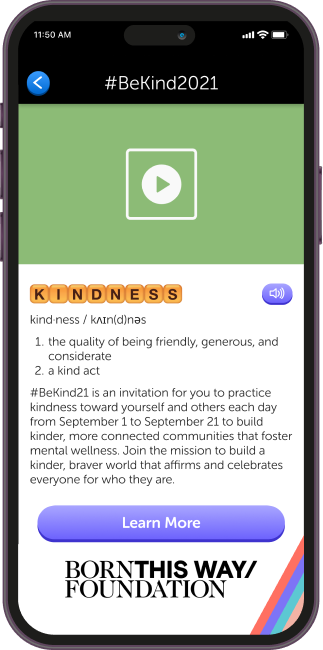 11:50 AM
#BeKind2021
KINDNESS
kind·ness / kʌɪn(d)nəs
1. the quality of being friendly, generous, and
considerate
2. a kind act
#BeKind21 is an invitation for you to practice
kindness toward yourself and others each day
from September 1 to September 21 to build
kinder, more connected communities that foster
mental wellness. Join the mission to build a
kinder, braver world that affirms and celebrates
everyone for who they are.
Learn More
BORNTHIS WAY/
FOUNDATION